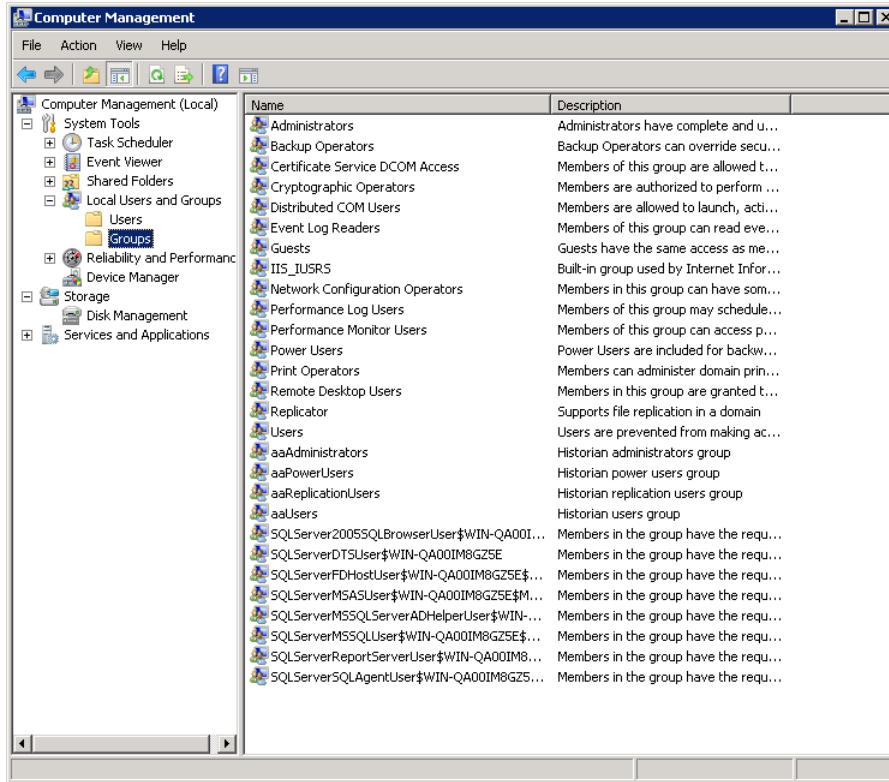 Computer Management
File Action View Help
Computer Management (Local)
System Tools
Task Scheduler
Event Viewer
Shared Folders
Local Users and Groups
Users
Groups
Reliability and Performanc
Device Manager
Storage
Disk Management
Services and Applications
Name Description
Administrators Administrators have complete and u...
Backup Operators Backup Operators can override secu...
Certificate Service DCOM Access Members of this group are allowed t...
Cryptographic Operators Members are authorized to perform ...
Distributed COM Users Members are allowed to launch, acti...
Event Log Readers Members of this group can read eve...
Guests Guests have the same access as me...
IIS_IUSRS Built-in group used by Internet Infor...
Network Configuration Operators Members in this group can have som...
Performance Log Users Members of this group may schedule...
Performance Monitor Users Members of this group can access p...
Power Users Power Users are included for backw...
Print Operators Members can administer domain prin...
Remote Desktop Users Members in this group are granted t...
Replicator Supports file replication in a domain
Users Users are prevented from making ac...
aaAdministrators Historian administrators group
aaPowerUsers Historian power users group
aaReplicationUsers Historian replication users group
aaUsers Historian users group
SQLServer2005SQLBrowserUser$WIN-QA00I... Members in the group have the requ...
SQLServerDTSUser$WIN-QA00IM8GZ5E Members in the group have the requ...
SQLServerFDHostUser$WIN-QA00IM8GZ5E$... Members in the group have the requ...
SQLServerMSASUser$WIN-QA00IM8GZ5E$M... Members in the group have the requ...
SQLServerMSSQLServerADHelperUser$WIN-... Members in the group have the requ...
SQLServerMSSQLUser$WIN-QA00IM8GZ5E$... Members in the group have the requ...
SQLServerReportServerUser$WIN-QA00IM8... Members in the group have the requ...
SQLServerSQLAgentUser$WIN-QA00IM8GZ5... Members in the group have the requ...